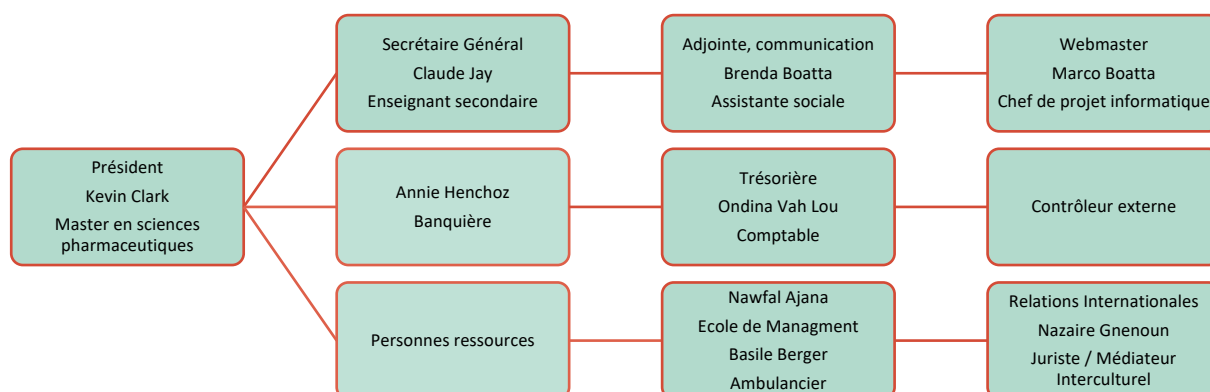 Président
Kevin Clark
Master en sciences
pharmaceutiques
Secrétaire Général
Claude Jay
Enseignant secondaire
Adjointe, communication
Brenda Boatta
Assistante sociale
Webmaster
Marco Boatta
Chef de projet informatique
Annie Henchoz
Banquière
Trésorière
Ondina Vah Lou
Comptable
Contrôleur externe
Personnes ressources
Nawfal Ajana
Ecole de Managment
Basile Berger
Ambulancier
Relations Internationales
Nazaire Gnenoun
Juriste / Médiateur
Interculturel